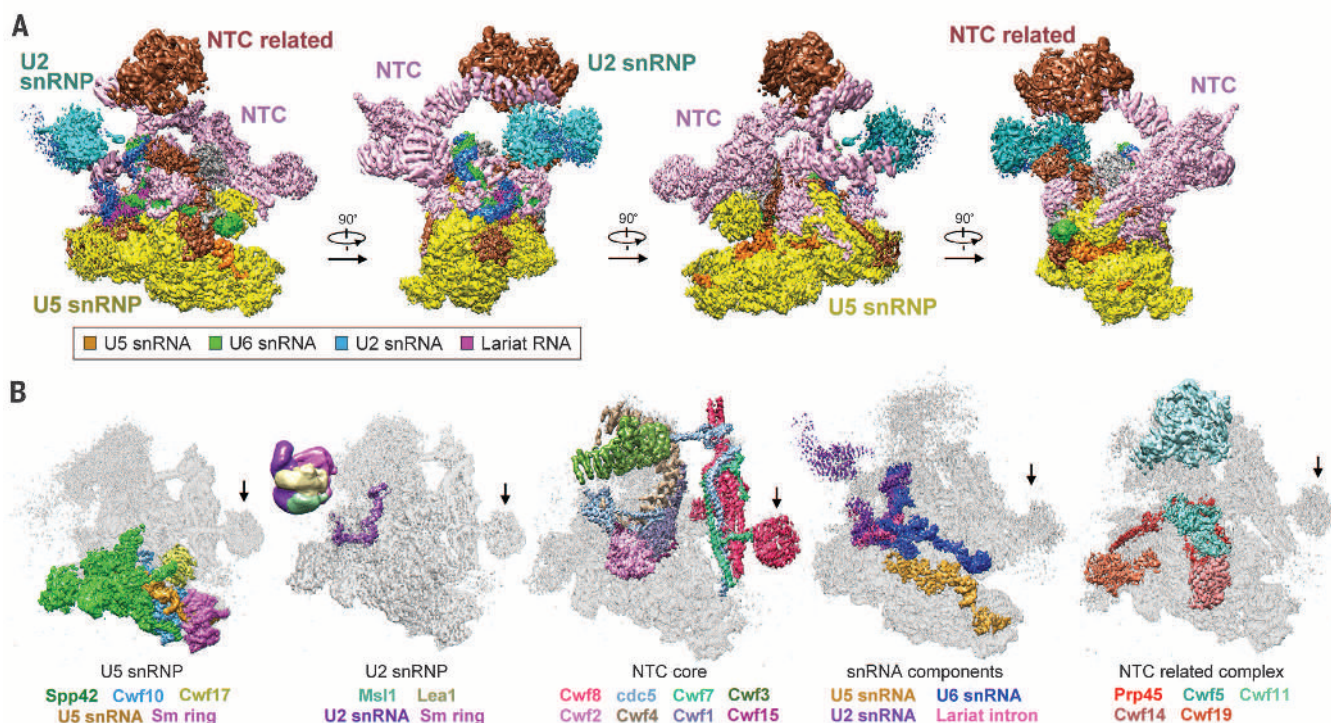 A
NTC related
U2
snRNP
NTC
U5 snRNP
90°
NTC
U2 snRNP
90°
NTC
U5 snRNP
90°
NTC related
NTC
U5 snRNA U6 snRNA U2 snRNA Lariat RNA
B
U5 snRNP
Spp42 Cwf10 Cwf17
U5 snRNA Sm ring
U2 snRNP
Msl1 Lea1
U2 snRNA Sm ring
NTC core
Cwf8 cdc5 Cwf7 Cwf3
Cwf2 Cwf4 Cwf1 Cwf15
snRNA components
U5 snRNA U6 snRNA
U2 snRNA Lariat intron
NTC related complex
Prp45 Cwf5 Cwf11
Cwf14 Cwf19